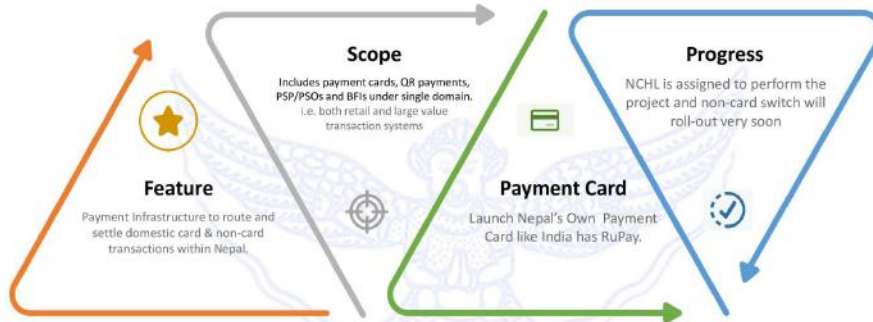 Feature
Payment Infrastructure to route and
settle domestic card & non-card
transactions within Nepal.
Scope
Includes payment cards, QR payments,
PSP/PSOs and BFIs under single domain.
i.e. both retail and large value
transaction systems
Payment Card
Launch Nepal's Own Payment
Card like India has RuPay.
Progress
NCHL is assigned to perform the
project and non-card switch will
roll-out very soon